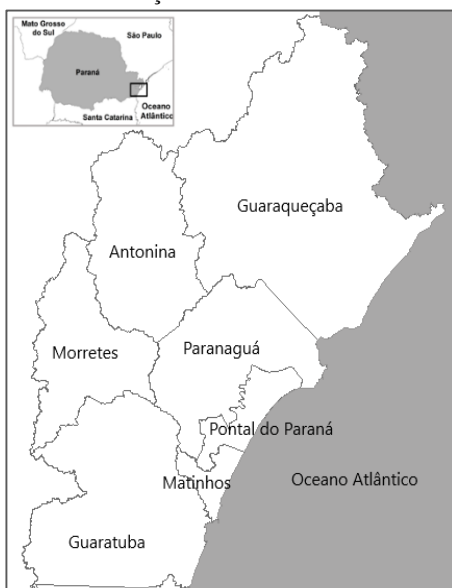 Mato Grosso
do Sul
São Paulo
Paraná
Oceano
Atlântico
Santa Catarina
Guaraqueçaba
Antonina
Morretes
Paranaguá
Pontal do Paraná
Matinhos
Oceano Atlântico
Guaratuba